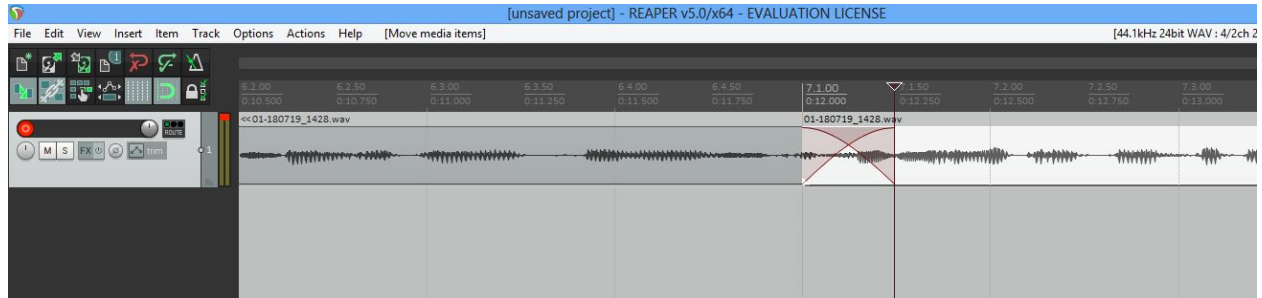 [unsaved project] - REAPER v5.0/x64 - EVALUATION LICENSE
File Edit View Insert Item Track Options Actions Help [Move media items] [44.1kHz 24bit WAV : 4/2ch 2
6.2.00 6.2.50 6.3.00 6.3.50 6.4.00 6.4.50 7.1.00 7.1.50 7.2.00 7.2.50 7.3.00
0:10.500 0:10.750 0:11.000 0:11.250 0:11.500 0:11.750 0:12.000 0:12.250 0:12.500 0:12.750 0:13.000
<<01-180719_1428.wav 01-180719_1428.wav
ROUTE
M S FX trim 1